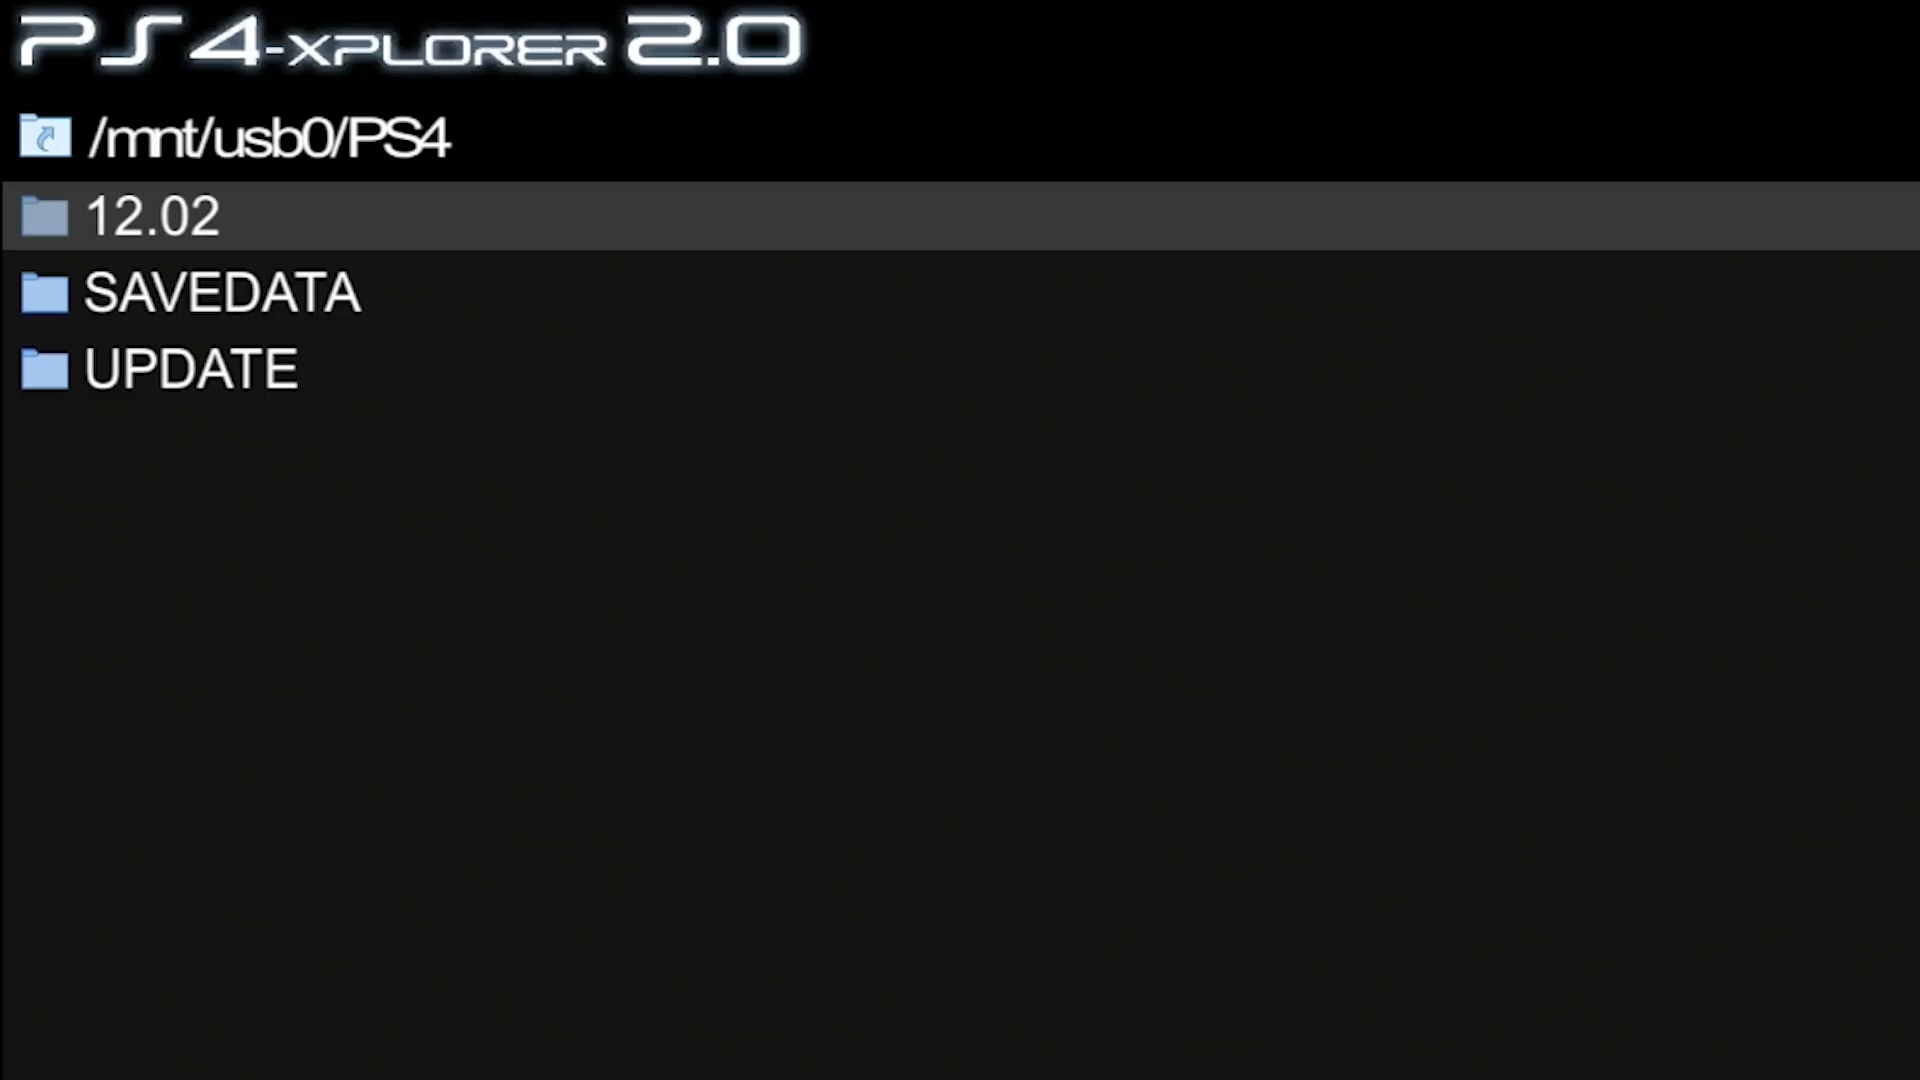 PS4-XPLORER 2.0
/mnt/usb0/PS4
12.02
SAVEDATA
UPDATE